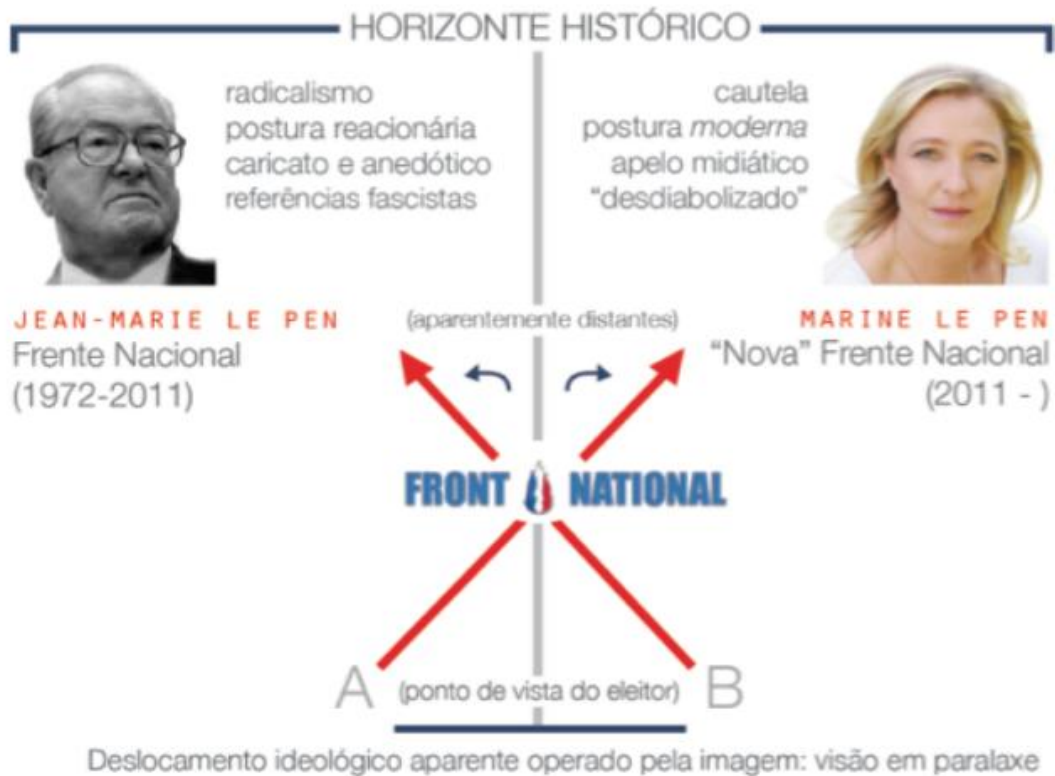 HORIZONTE HISTÓRICO
radicalismo
postura reacionária
caricato e anedótico
referências fascistas
cautela
postura moderna
apelo midiático
“desdiabolizado”
JEAN-MARIE LE PEN
Frente Nacional
(1972-2011)
(aparentemente distantes)
MARINE LE PEN
“Nova” Frente Nacional
(2011 - )
FRONT NATIONAL
A (ponto de vista do eleitor) B
Deslocamento ideológico aparente operado pela imagem: visão em paralaxe